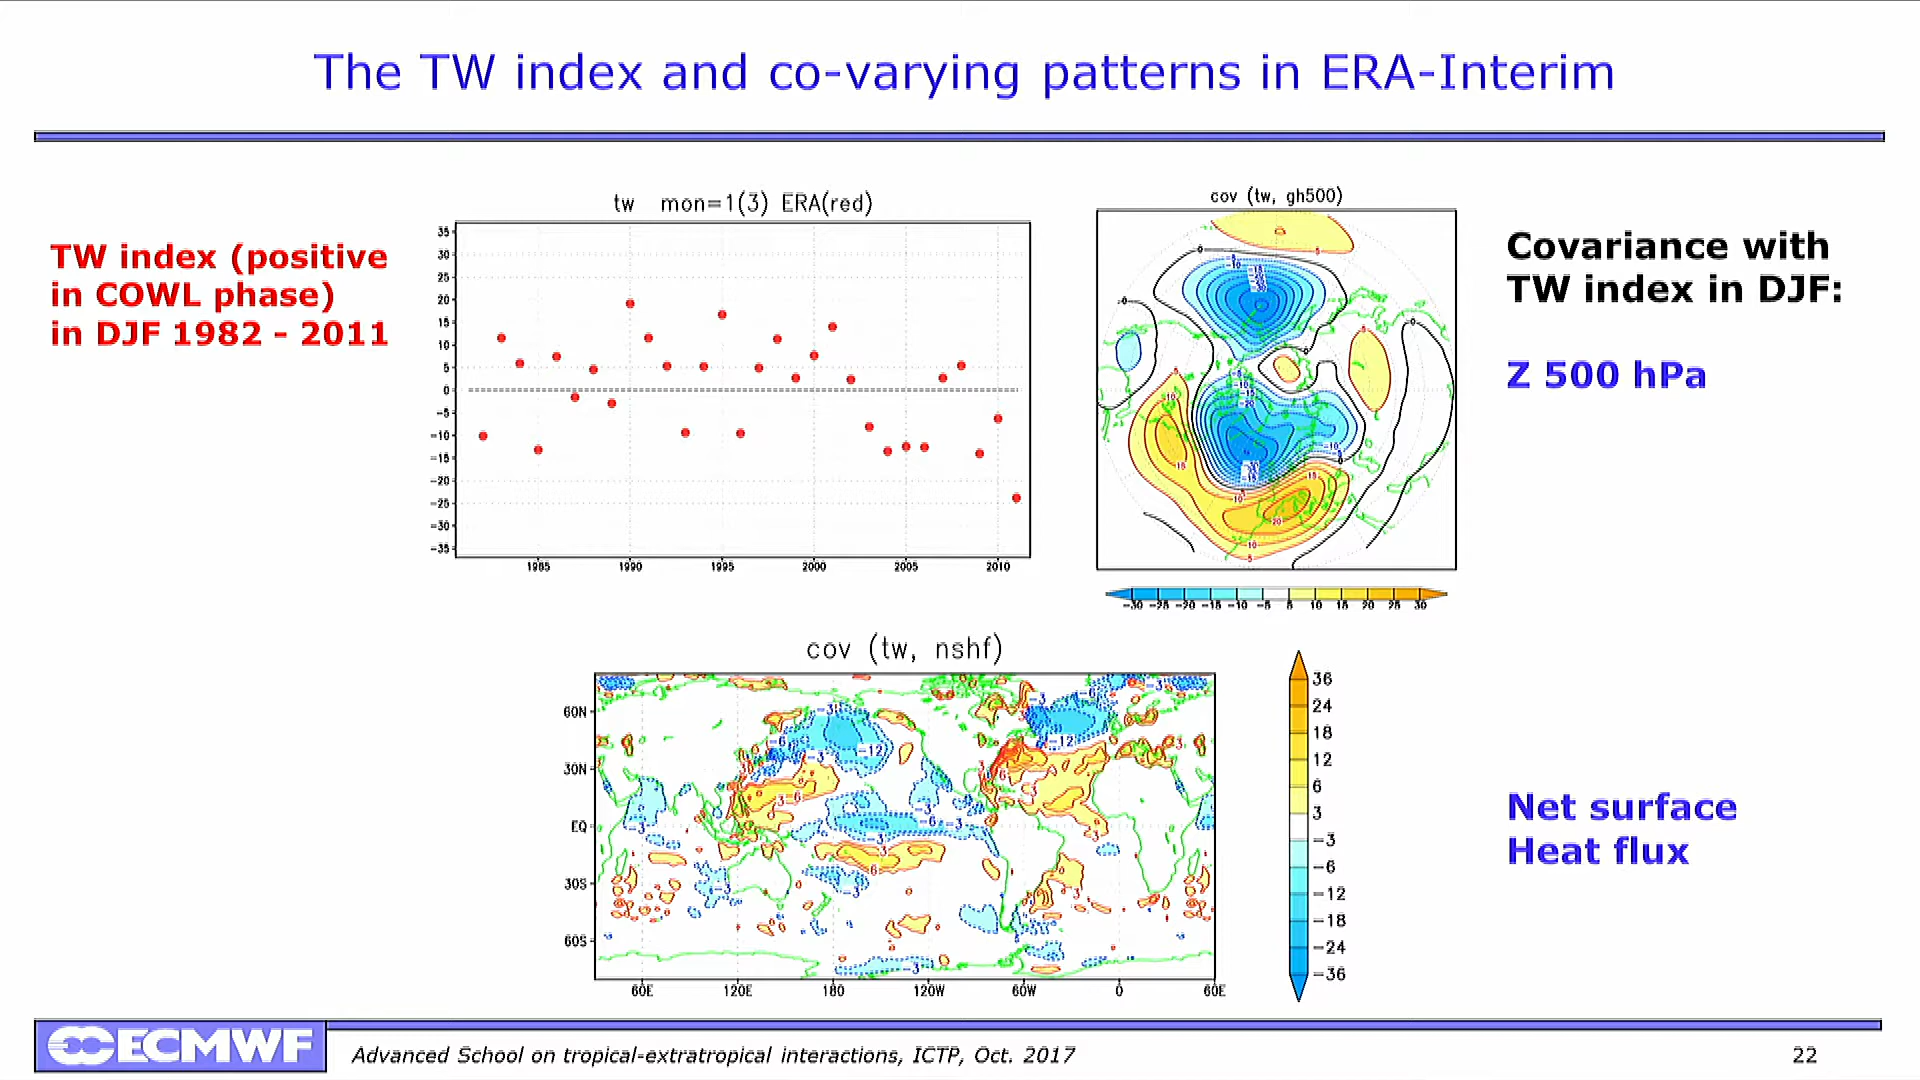 The TW index and co-varying patterns in ERA-Interim
TW index (positive
in COWL phase)
in DJF 1982 - 2011
tw mon=1(3) ERA(red)
35
30
25
20
15
10
5
0
-5
-10
-15
-20
-25
-30
-35
1985 1990 1995 2000 2005 2010
cov (tw, gh500)
-30 -25 -20 -15 -10 -5 5 10 15 20 25 30
Covariance with
TW index in DJF:
Z 500 hPa
cov (tw, nshf)
60N
30N
EQ
30S
60S
60E 120E 180 120W 60W 0 60E
36
24
18
12
6
3
-3
-6
-12
-18
-24
-36
Net surface
Heat flux
ECMWF
Advanced School on tropical-extratropical interactions, ICTP, Oct. 2017
22